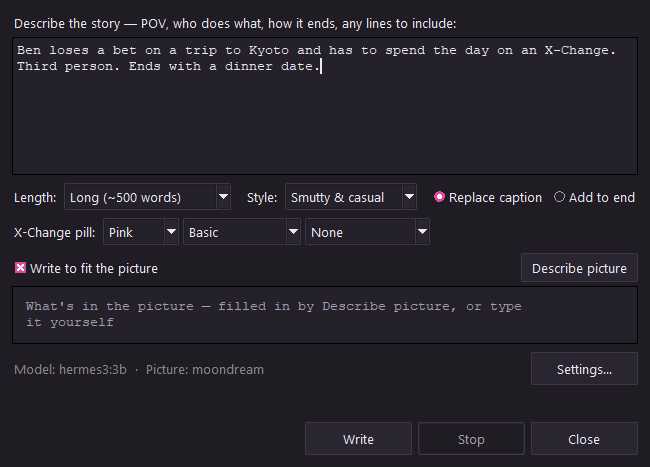 Describe the story — POV, who does what, how it ends, any lines to include:
Ben loses a bet on a trip to Kyoto and has to spend the day on an X-Change.
Third person. Ends with a dinner date.
Length: Long (~500 words) Style: Smutty & casual Replace caption Add to end
X-Change pill: Pink Basic None
Write to fit the picture Describe picture
What's in the picture — filled in by Describe picture, or type
it yourself
Model: hermes3:3b · Picture: moondream Settings...
Write Stop Close